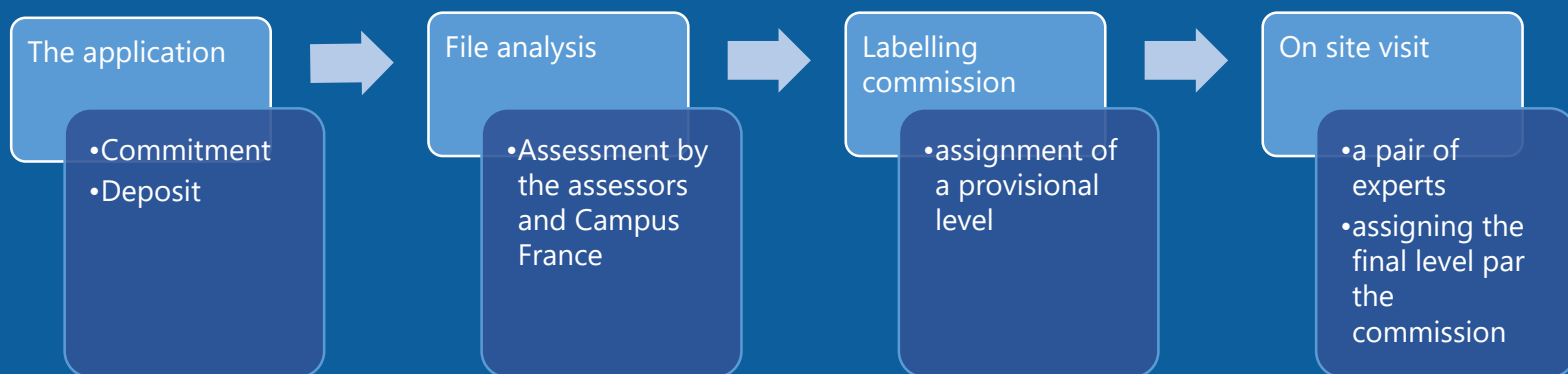 The application
•Commitment
•Deposit
File analysis
•Assessment by
the assessors
and Campus
France
Labelling
commission
•assignment of
a provisional
level
On site visit
•a pair of
experts
•assigning the
final level par
the
commission